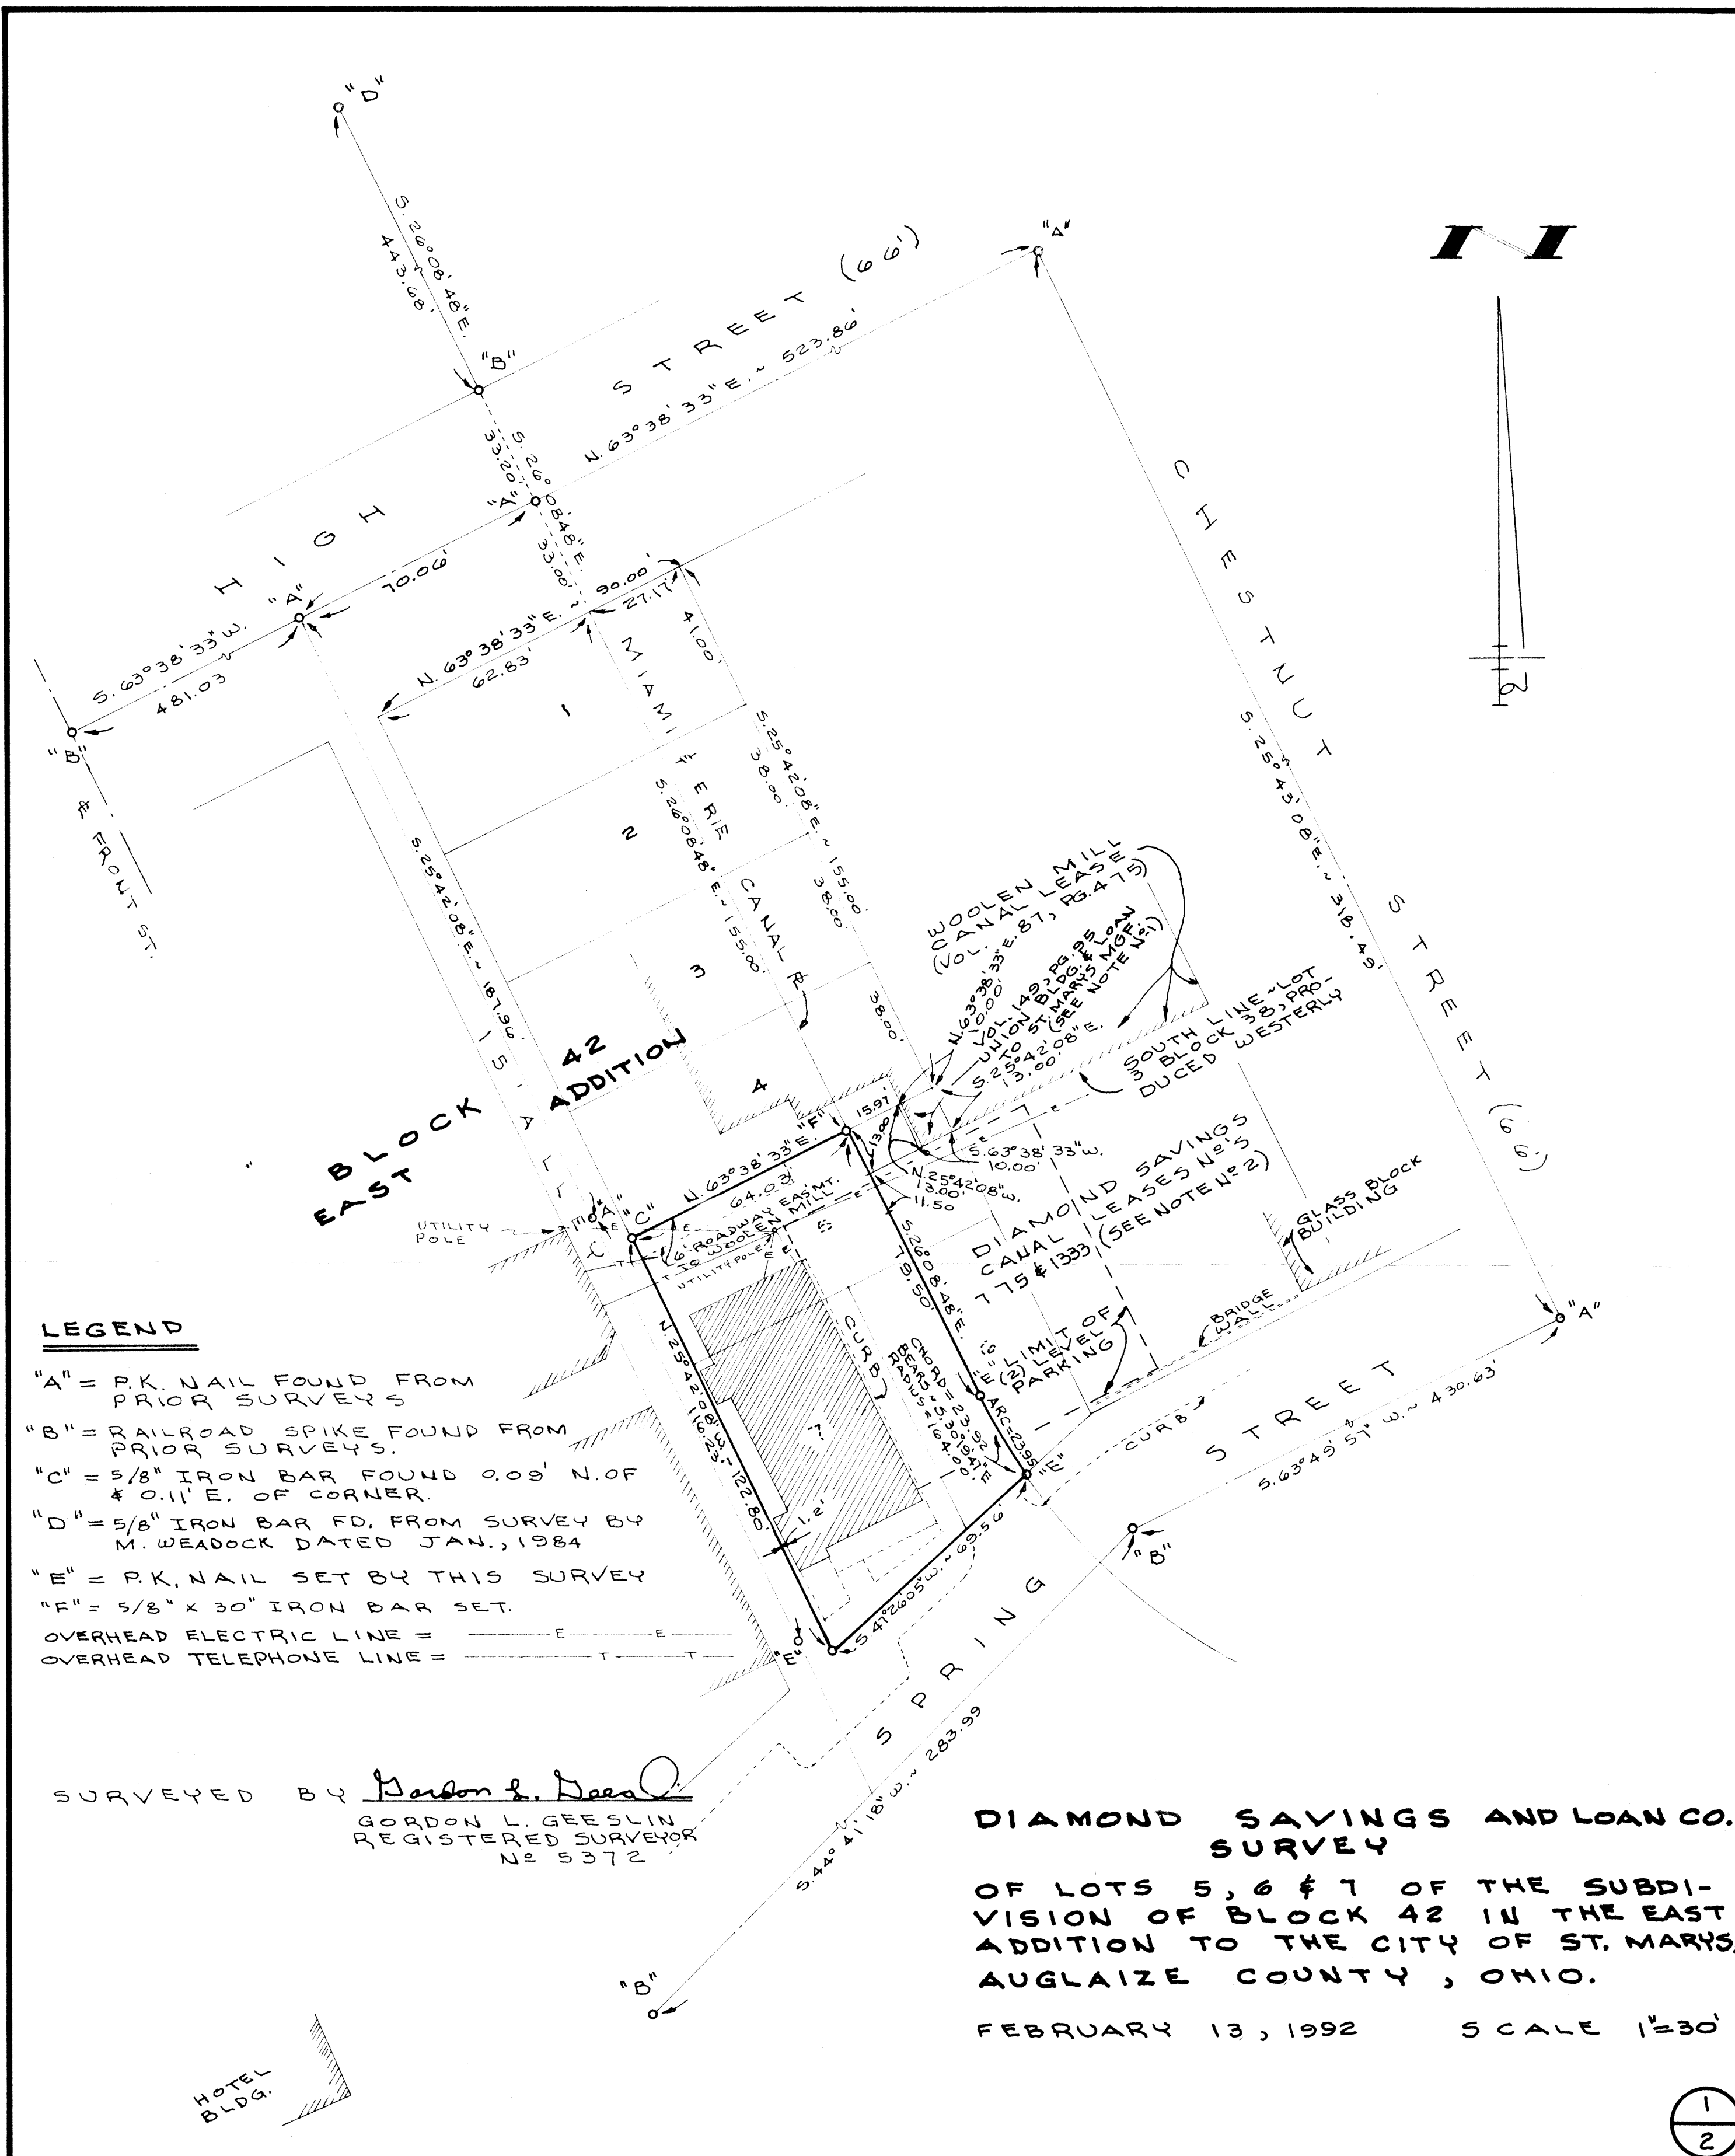 "D"
S. 26°08'48"E.
443.68'
"B"
S. 26°08'48"E.
33.20'
33.00'
HIGH STREET (66')
"A"
N. 63°38'33"E. ~ 523.86'
"A"
70.06'
"A"
S. 63°38'33"W.
481.03
"B"
℄ FRONT ST.
N
N. 63°38'33"E. ~ 90.00'
62.83'
27.17'
41.00'
1
MIAMI & ERIE CANAL ℄
S. 25°42'08"E. ~ 155.00'
38.00'
38.00'
38.00'
S. 26°08'48"E. ~ 155.00'
2
3
4
S. 25°42'08"E. ~ 187.96'
15' ALLEY
CHESTNUT STREET (66')
S. 25°43'08"E. ~ 318.49'
WOOLEN MILL
CANAL LEASE
(VOL. 87, PG. 475)
N. 63°38'33"E.
10.00'
VOL. 149, PG. 95
UNION BLDG. & LOAN
TO ST. MARYS MGF.
(SEE NOTE Nº1)
S. 25°42'08"E.
13.00'
SOUTH LINE ~ LOT
3 BLOCK 38, PRO-
DUCED WESTERLY
BLOCK 42
EAST ADDITION
"F"
15.97'
13.00'
N. 63°38'33"E.
64.03'
S. 63°38'33"W.
10.00'
N. 25°42'08"W.
13.00'
11.50
"A"
"C"
UTILITY
POLE
16' ROADWAY EAS'MT.
TO WOOLEN MILL
UTILITY POLE
5
DIAMOND SAVINGS
CANAL LEASES Nº'S
775 & 1333 (SEE NOTE Nº 2)
GLASS BLOCK
BUILDING
S. 26°08'48"E.
79.50'
6
CURB
"E"
LIMIT OF
(2) LEVEL
PARKING
BRIDGE
WALL
"A"
CHORD = 23.92
BEARS ~ S. 30°19'47"E
RADIUS = 164.00'
ARC = 23.95
"E"
CURB
7
N. 25°42'08"W. ~ 122.80'
116.23'
1.2'
S 47°26'05"W. ~ 69.56'
"E"
SPRING STREET
S. 63°49'57" W. ~ 430.63'
"B"
S. 44°41'18"W. ~ 283.99
"B"
LEGEND
"A" = P.K. NAIL FOUND FROM
PRIOR SURVEYS
"B" = RAILROAD SPIKE FOUND FROM
PRIOR SURVEYS.
"C" = 5/8" IRON BAR FOUND 0.09' N. OF
& 0.11' E. OF CORNER.
"D" = 5/8" IRON BAR FD. FROM SURVEY BY
M. WEADOCK DATED JAN., 1984
"E" = P.K. NAIL SET BY THIS SURVEY
"F" = 5/8" X 30" IRON BAR SET.
OVERHEAD ELECTRIC LINE = E E
OVERHEAD TELEPHONE LINE = T T
SURVEYED BY
GORDON L. GEESLIN
REGISTERED SURVEYOR
Nº 5372
HOTEL
BLDG.
DIAMOND SAVINGS AND LOAN CO.
SURVEY
OF LOTS 5, 6 & 7 OF THE SUBDI-
VISION OF BLOCK 42 IN THE EAST
ADDITION TO THE CITY OF ST. MARYS,
AUGLAIZE COUNTY, OHIO.
FEBRUARY 13, 1992 SCALE 1"=30'
1
2